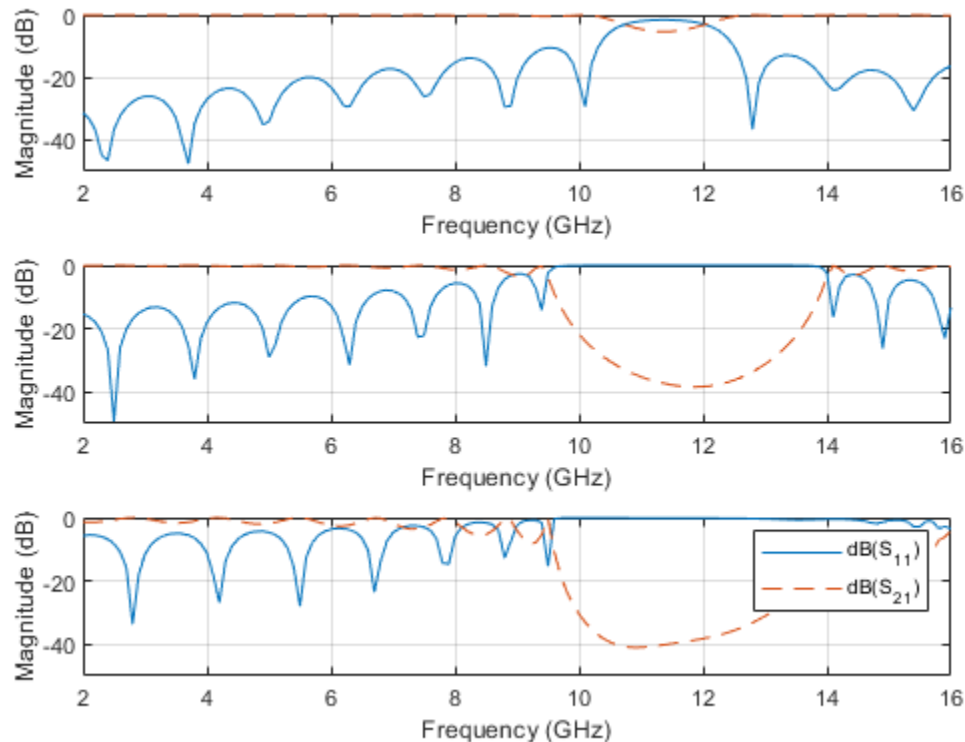 Magnitude (dB)
0
-20
-40
2 4 6 8 10 12 14 16
Frequency (GHz)
Magnitude (dB)
0
-20
-40
2 4 6 8 10 12 14 16
Frequency (GHz)
Magnitude (dB)
0
-20
-40
dB(S11)
dB(S21)
2 4 6 8 10 12 14 16
Frequency (GHz)